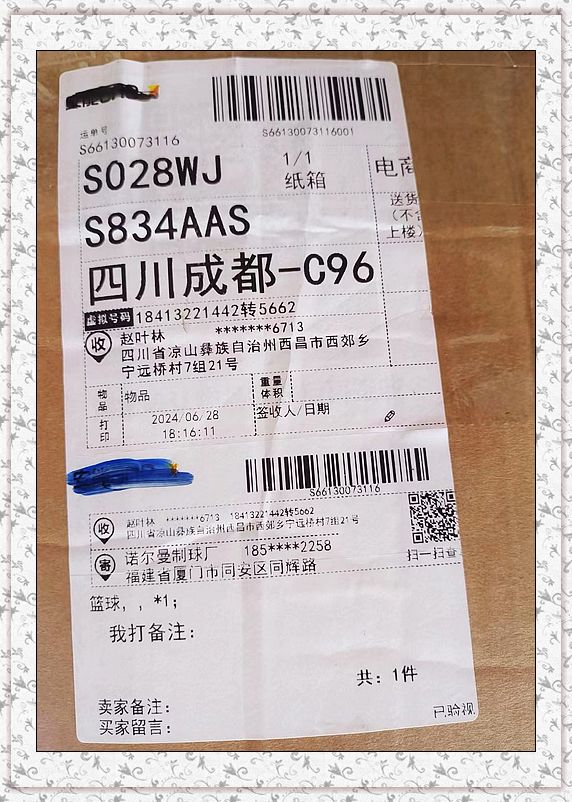 运单号
S66130073116
S66130073116001
S028WJ
1/1
纸箱
电商
S834AAS
送货
(不含
上楼)
四川成都-C96
虚拟号码 18413221442转5662
收 赵叶林 *******6713
四川省凉山彝族自治州西昌市西郊乡
宁远桥村7组21号
物品 物品
重量
体积
打印 2024/06/28
18:16:11
签收人/日期
S66130073116
收 赵叶林 *******6713 18413221442转5662
四川省凉山彝族自治州西昌市西郊乡宁远桥村7组21号
扫一扫查
寄 诺尔曼制球厂 185****2258
福建省厦门市同安区同辉路
篮球,,*1;
我打备注:
共:1件
卖家备注:
买家留言:
已验视